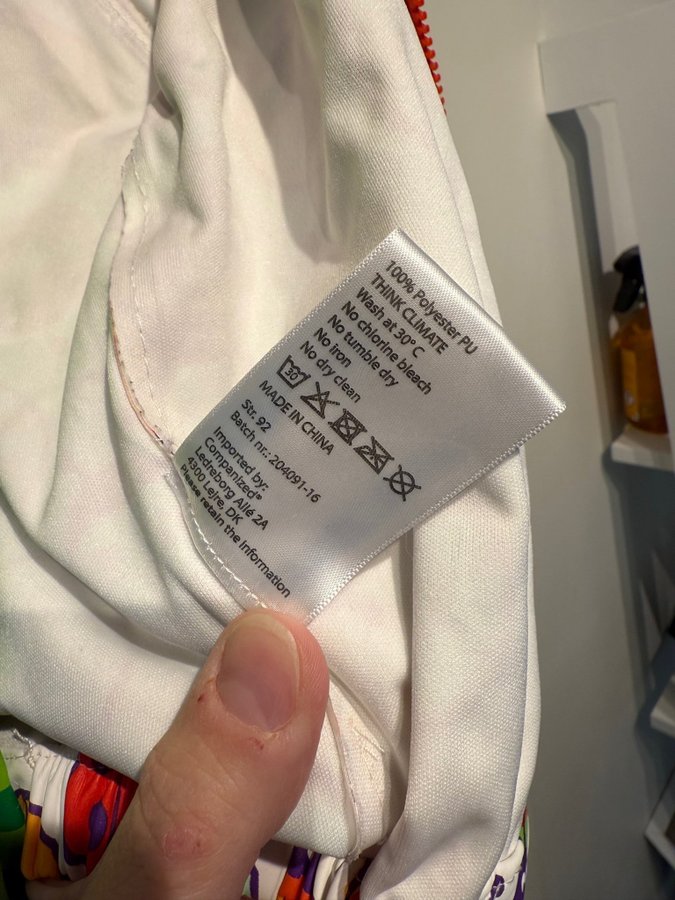 100% Polyester PU
THINK CLIMATE
Wash at 30° C
No chlorine bleach
No tumble dry
No iron
No dry clean
30
MADE IN CHINA
Str. 92
Batch nr.: 204091-16
Imported by:
Companized®
Ledreborg Allé 2A
4300 Lejre, DK
Please retain the information